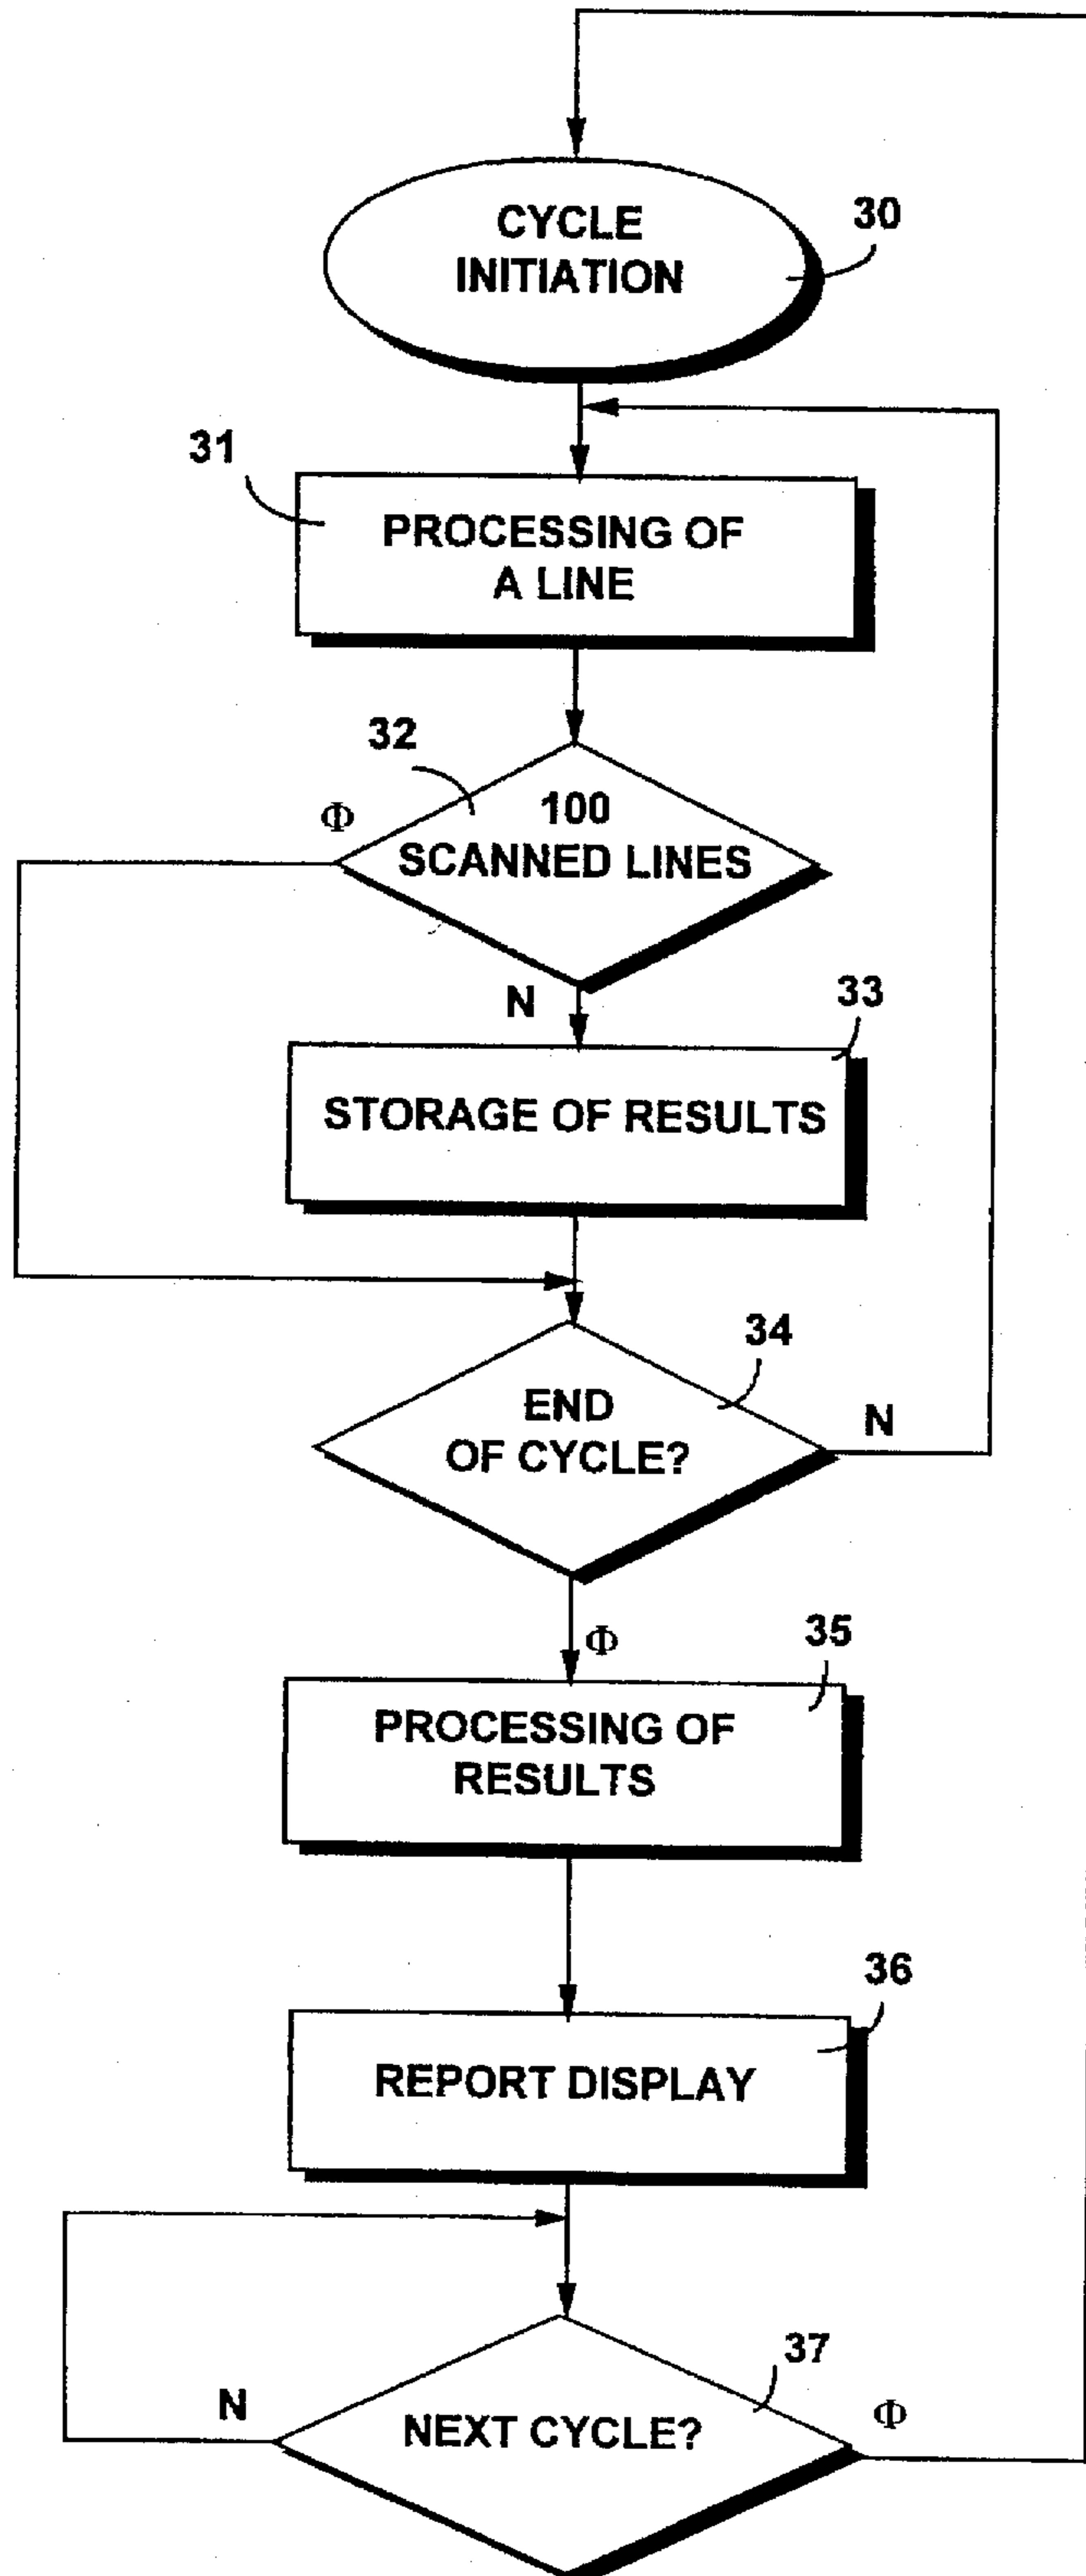 CYCLE
INITIATION
30
31
PROCESSING OF
A LINE
32
Φ
100
SCANNED LINES
N
33
STORAGE OF RESULTS
34
END
OF CYCLE?
N
Φ
35
PROCESSING OF
RESULTS
36
REPORT DISPLAY
37
N
NEXT CYCLE?
Φ